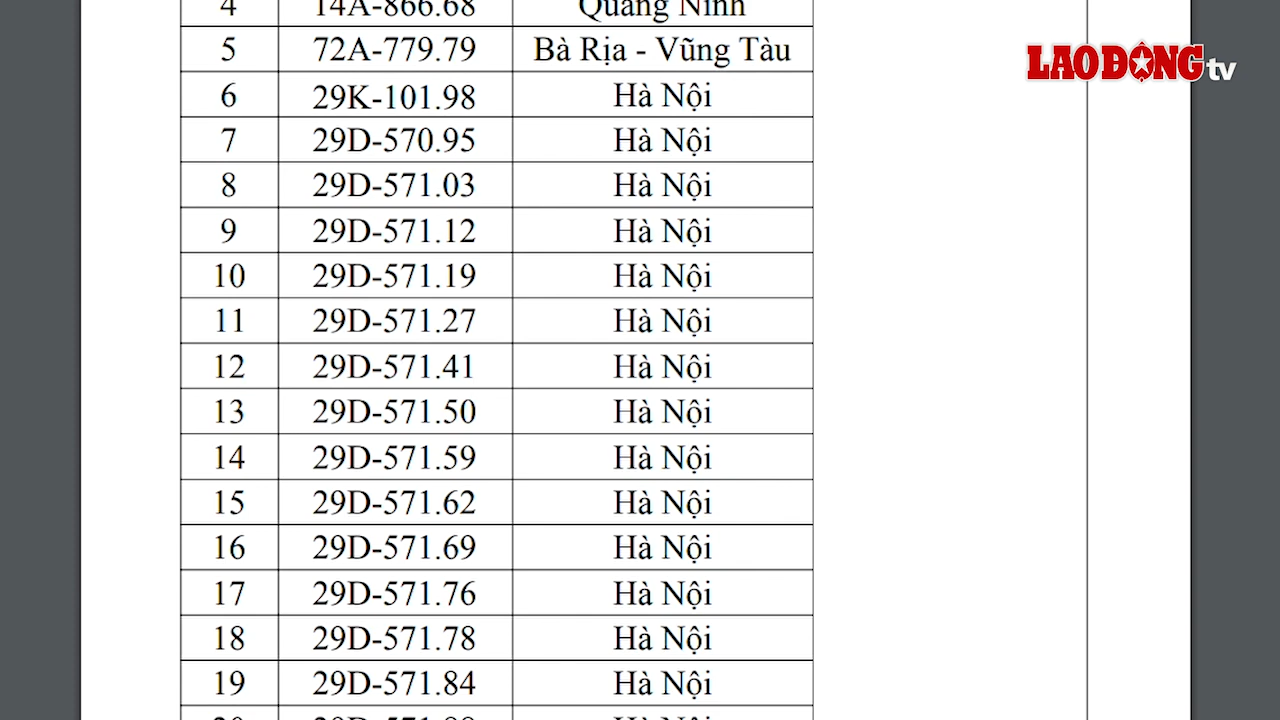 4 14A-866.68 Quảng Ninh
LAO ĐỘNG tv
5 72A-779.79 Bà Rịa - Vũng Tàu
6 29K-101.98 Hà Nội
7 29D-570.95 Hà Nội
8 29D-571.03 Hà Nội
9 29D-571.12 Hà Nội
10 29D-571.19 Hà Nội
11 29D-571.27 Hà Nội
12 29D-571.41 Hà Nội
13 29D-571.50 Hà Nội
14 29D-571.59 Hà Nội
15 29D-571.62 Hà Nội
16 29D-571.69 Hà Nội
17 29D-571.76 Hà Nội
18 29D-571.78 Hà Nội
19 29D-571.84 Hà Nội